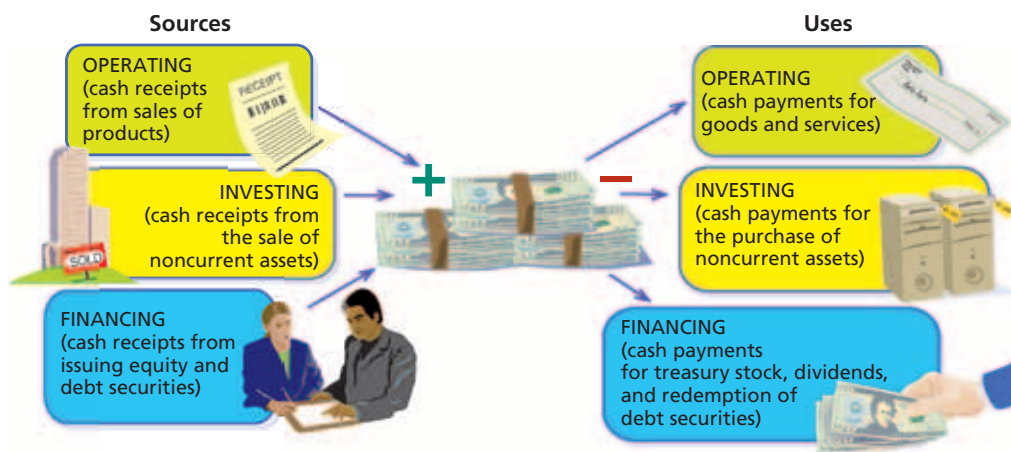 Sources
OPERATING
(cash receipts
from sales of
products)
RECEIPT
INVESTING
(cash receipts from
the sale of
noncurrent assets)
SOLD
FINANCING
(cash receipts from
issuing equity and
debt securities)
+
−
Uses
OPERATING
(cash payments for
goods and services)
INVESTING
(cash payments for
the purchase of
noncurrent assets)
FINANCING
(cash payments
for treasury stock, dividends,
and redemption of
debt securities)